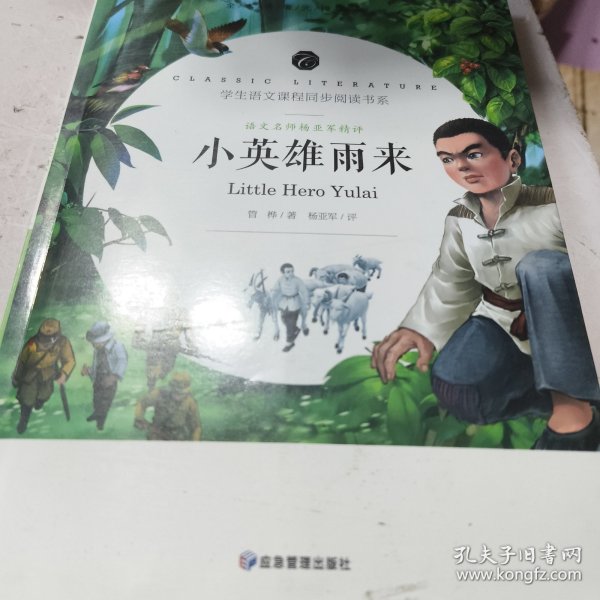 CLASSIC LITERATURE
学生语文课程同步阅读书系
语文名师杨亚军精评
小英雄雨来
Little Hero Yulai
管 桦/著 杨亚军/评
应急管理出版社
孔夫子旧书网
www.kongfz.com